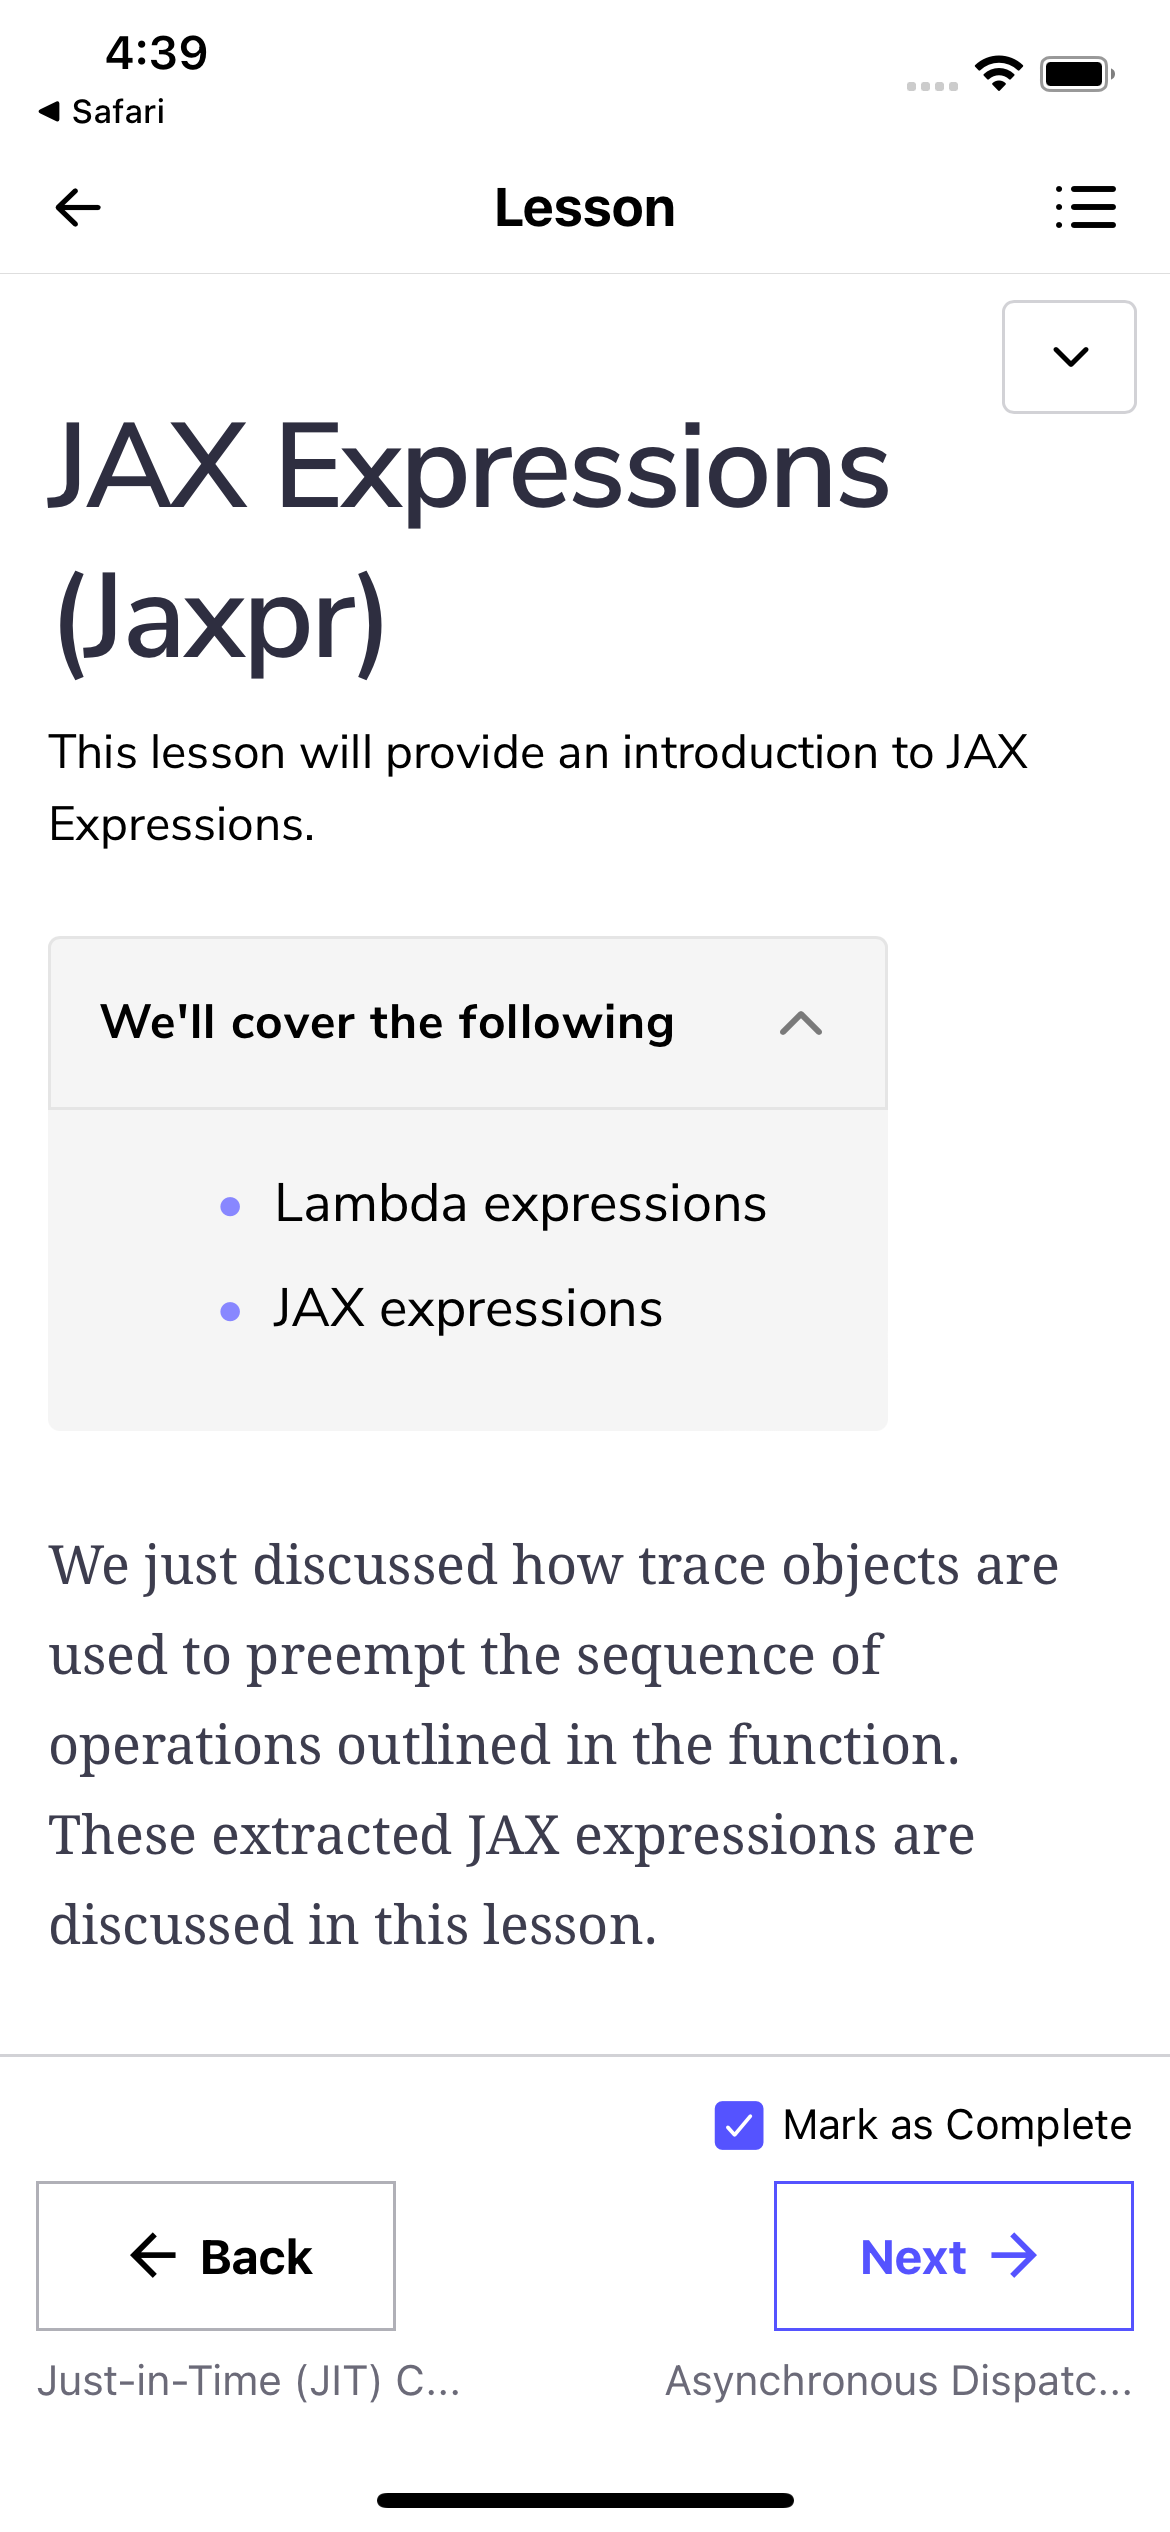 4:39
Safari
Lesson
JAX Expressions
(Jaxpr)
This lesson will provide an introduction to JAX
Expressions.
We'll cover the following
Lambda expressions
JAX expressions
We just discussed how trace objects are
used to preempt the sequence of
operations outlined in the function.
These extracted JAX expressions are
discussed in this lesson.
Mark as Complete
Back
Next
Just-in-Time (JIT) C...
Asynchronous Dispatc...